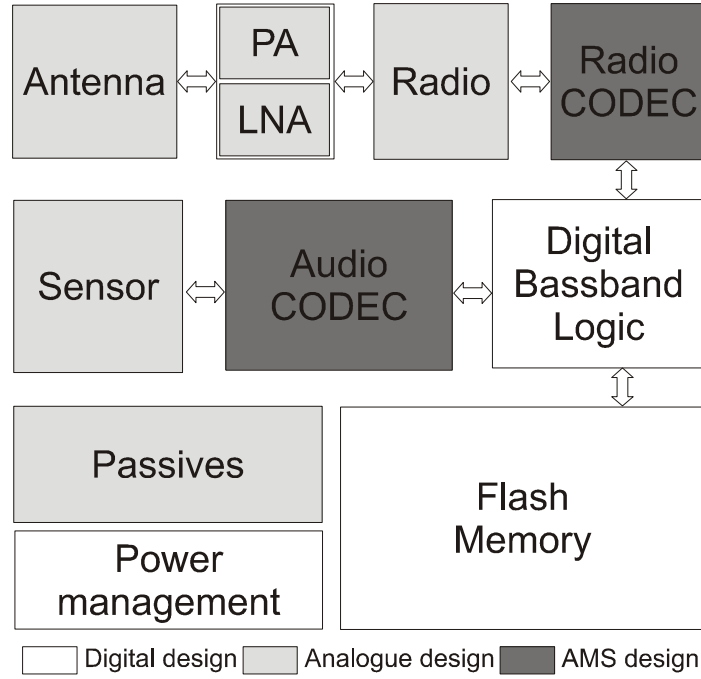 Antenna
PA
LNA
Radio
Radio
CODEC
Sensor
Audio
CODEC
Digital
Bassband
Logic
Passives
Flash
Memory
Power
management
Digital design
Analogue design
AMS design